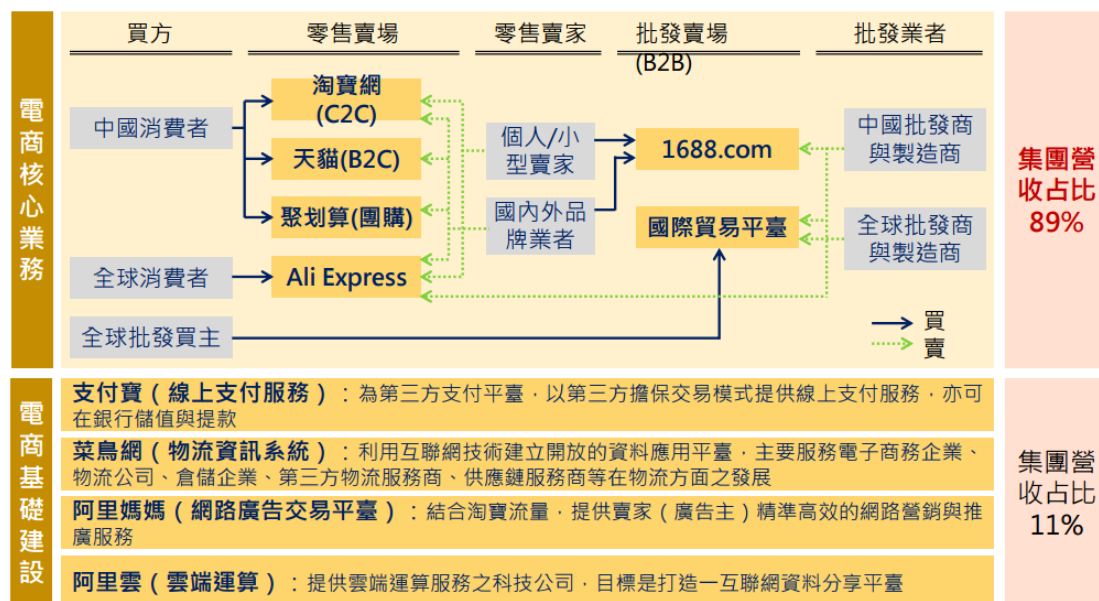 買方
零售賣場
零售賣家
批發賣場
(B2B)
批發業者
電商核心業務
中國消費者
全球消費者
全球批發買主
淘寶網
(C2C)
天貓(B2C)
聚划算(團購)
Ali Express
個人/小
型賣家
國內外品
牌業者
1688.com
國際貿易平臺
中國批發商
與製造商
全球批發商
與製造商
買
賣
集團營
收占比
89%
電商基礎建設
支付寶（線上支付服務）：為第三方支付平臺，以第三方擔保交易模式提供線上支付服務，亦可
在銀行儲值與提款
菜鳥網（物流資訊系統）：利用互聯網技術建立開放的資料應用平臺，主要服務電子商務企業、
物流公司、倉儲企業、第三方物流服務商、供應鏈服務商等在物流方面之發展
阿里媽媽（網路廣告交易平臺）：結合淘寶流量，提供賣家（廣告主）精準高效的網路營銷與推
廣服務
阿里雲（雲端運算）：提供雲端運算服務之科技公司，目標是打造一互聯網資料分享平臺
集團營
收占比
11%